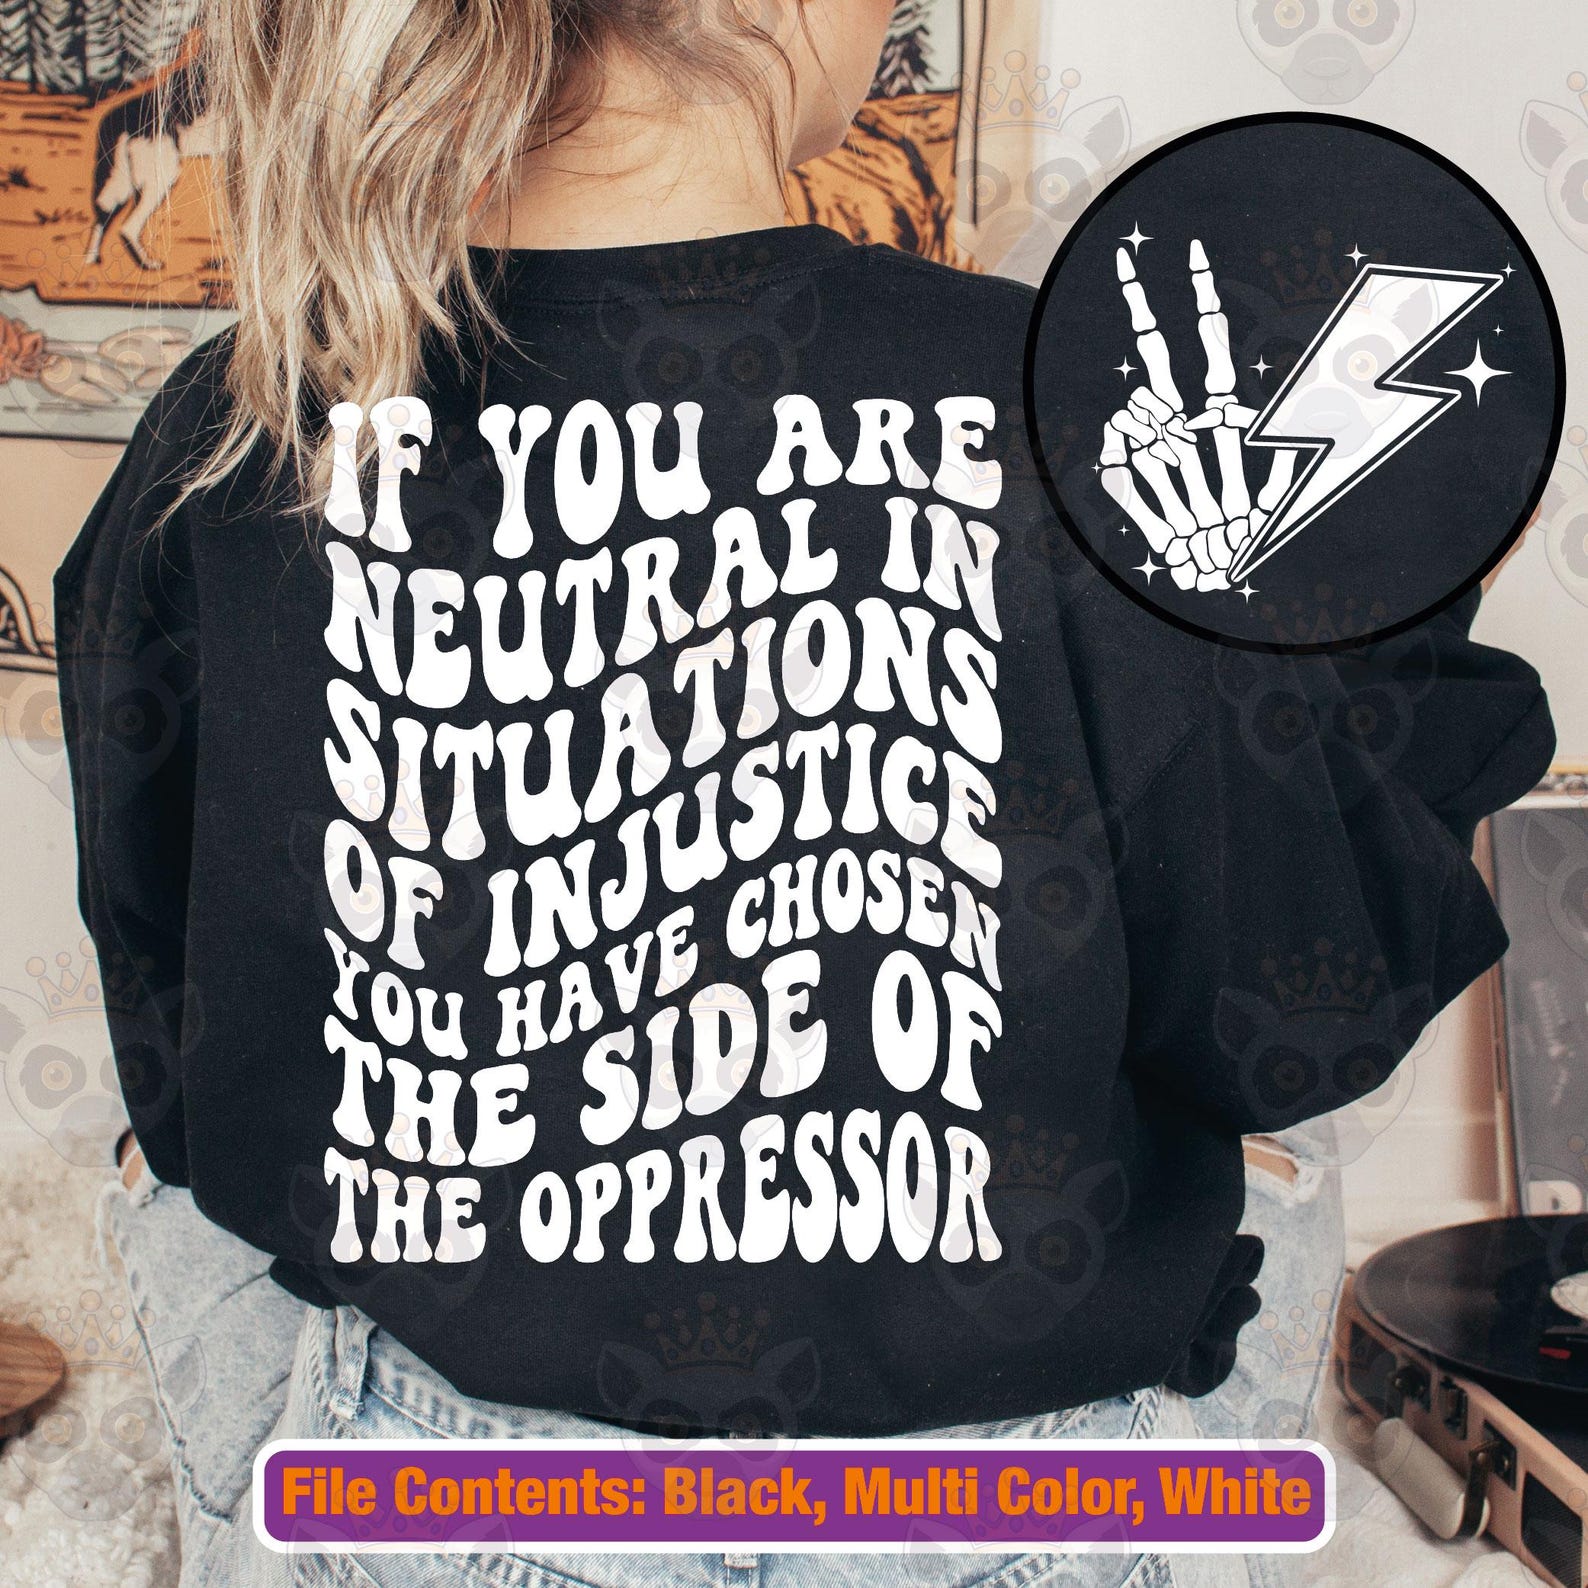 IF YOU ARE
NEUTRAL IN
SITUATIONS
OF INJUSTICE
YOU HAVE CHOSEN
THE SIDE OF
THE OPPRESSOR
File Contents: Black, Multi Color, White